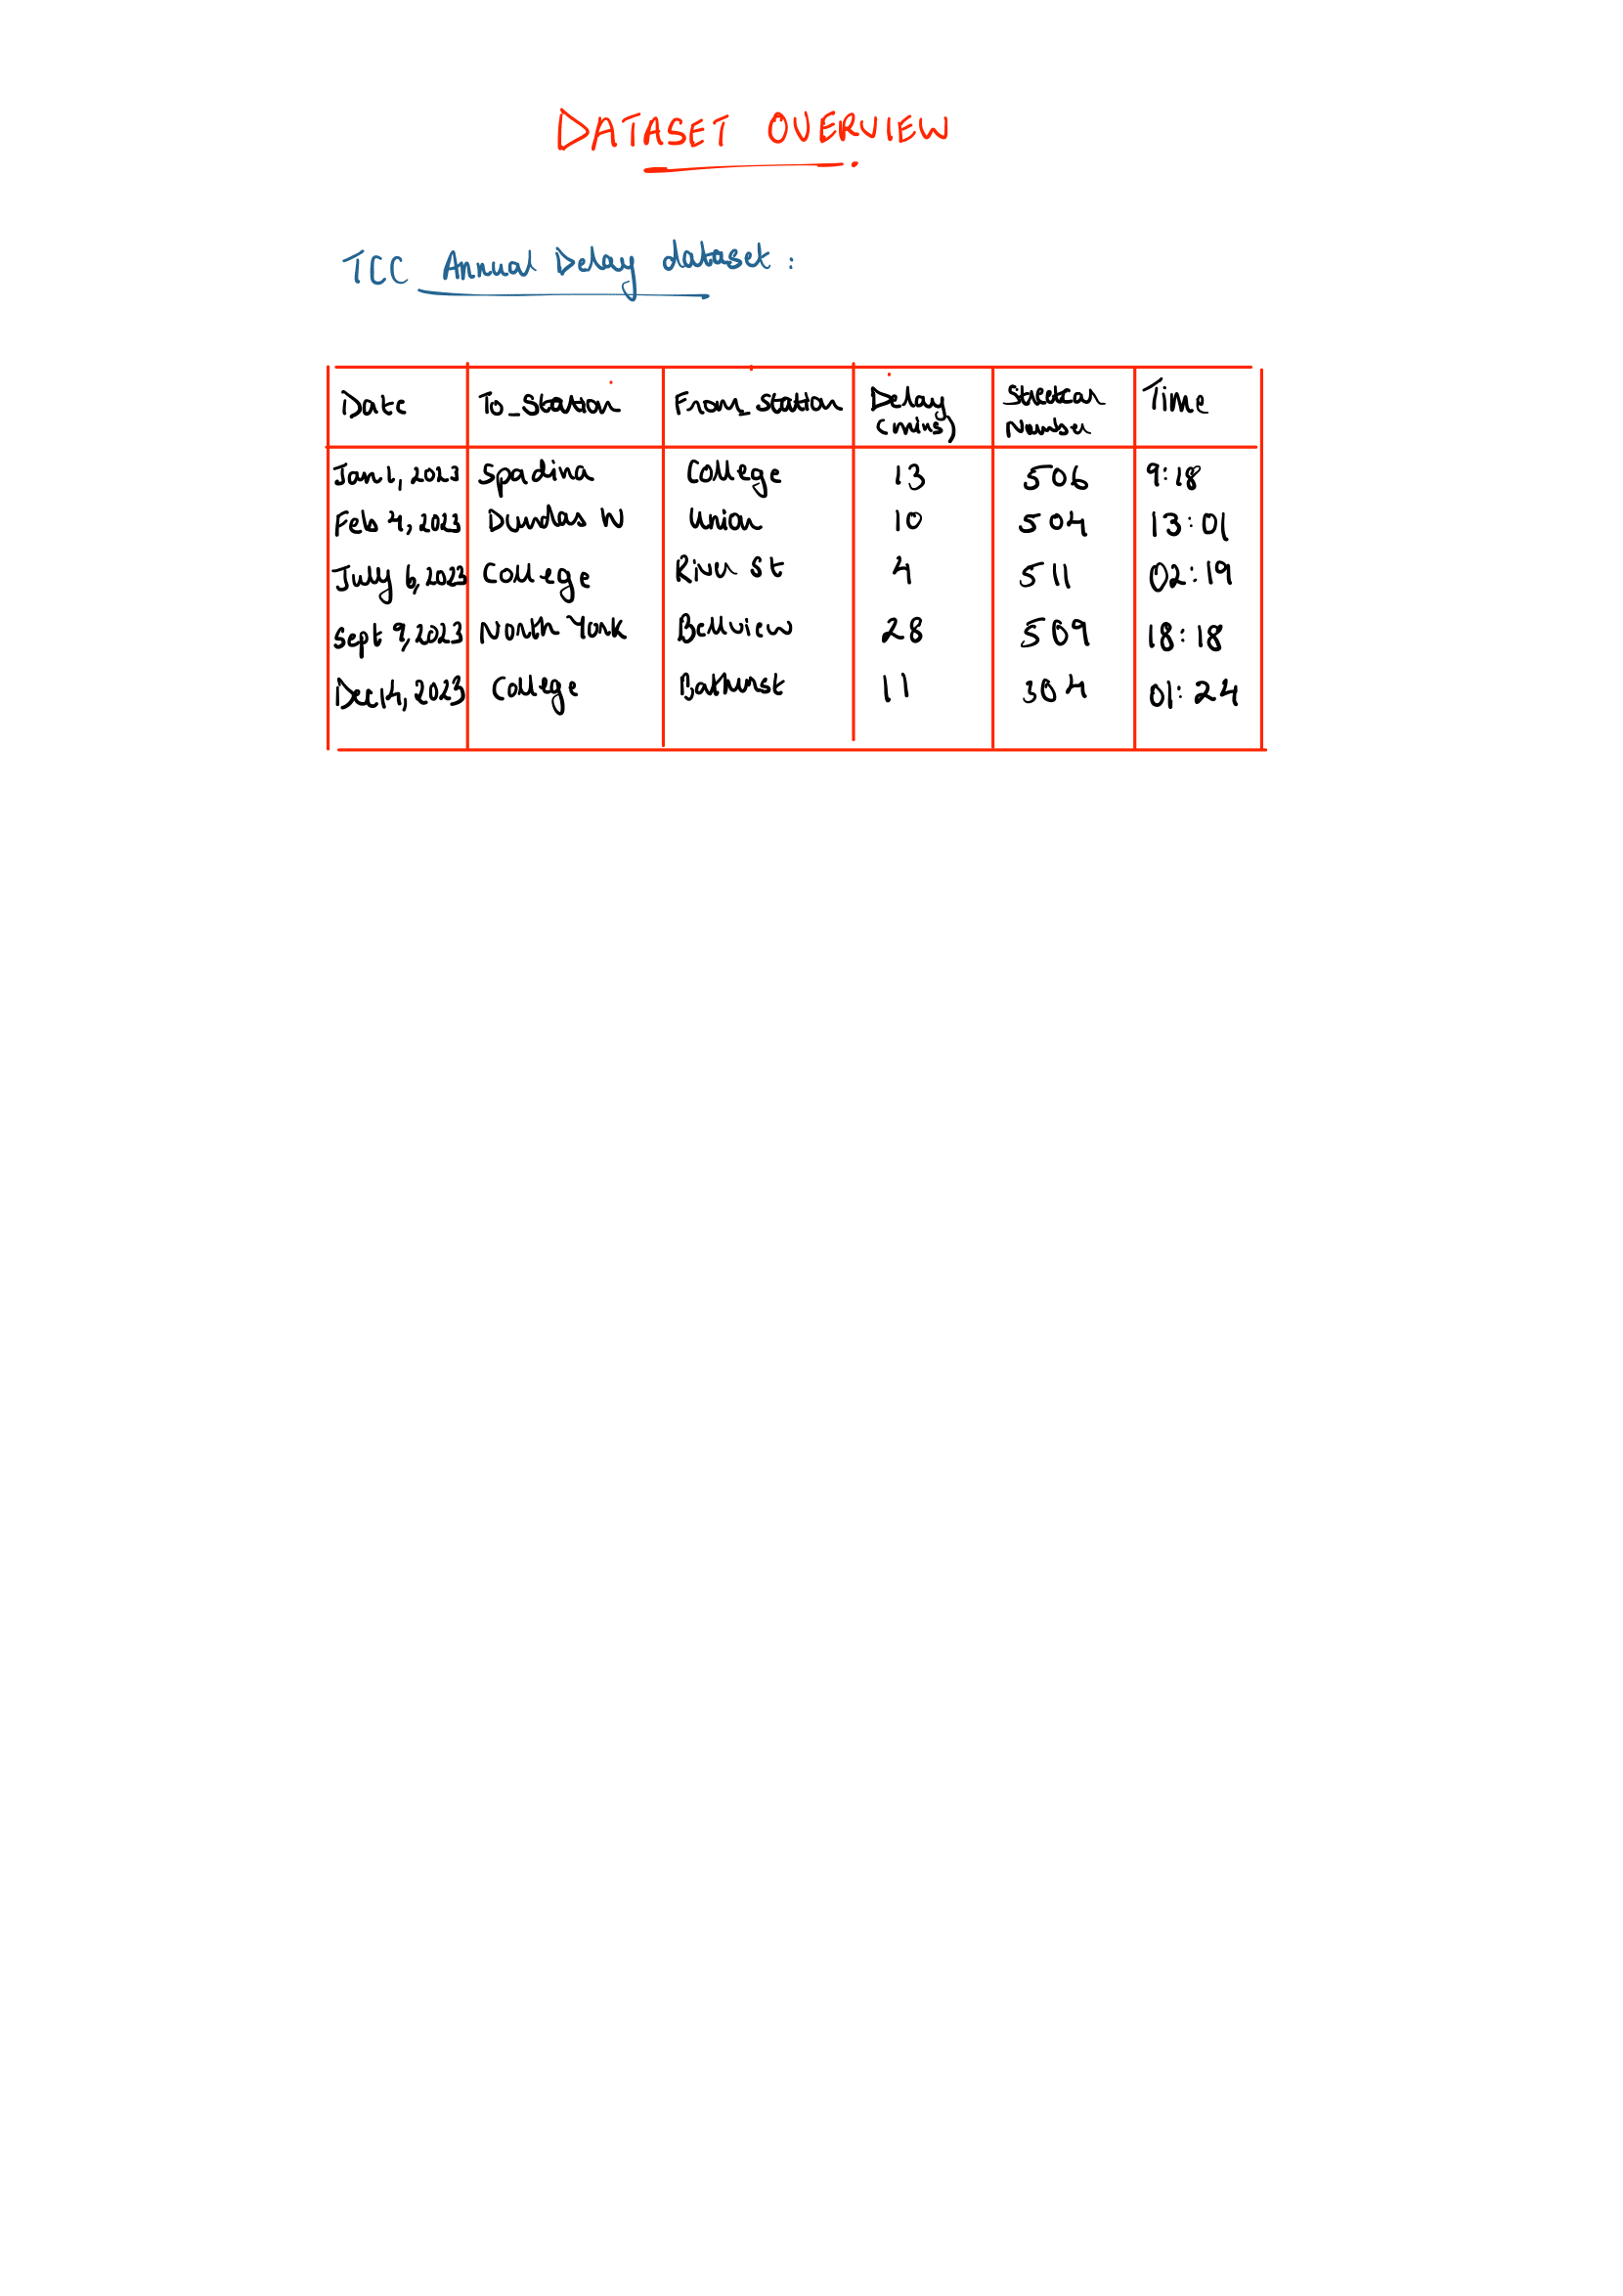 DATASET OVERVIEW
TCC Annual Delay dataset:
Date To_Station From_station Delay (mins) Streetcar Number Time
Jan 1, 2023 Spadina College 13 506 9:18
Feb 4, 2023 Dundas W Union 10 504 13:01
July 6, 2023 College River St 4 511 02:19
Sept 9, 2023 North York Bellview 28 509 18:18
Dec 14, 2023 College Bathurst 11 304 01:24